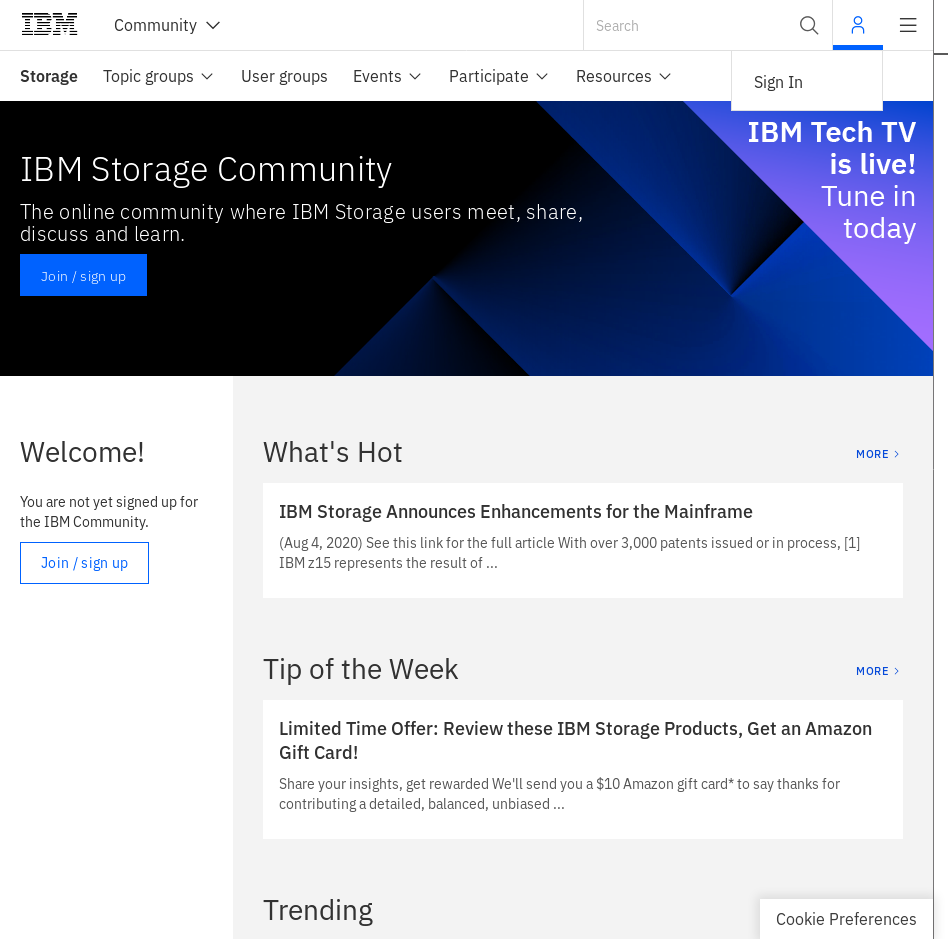 IBM
Community
Search
Storage
Topic groups
User groups
Events
Participate
Resources
Sign In
IBM Storage Community
The online community where IBM Storage users meet, share,
discuss and learn.
Join / sign up
IBM Tech TV
is live!
Tune in
today
Welcome!
You are not yet signed up for
the IBM Community.
Join / sign up
What's Hot
MORE
IBM Storage Announces Enhancements for the Mainframe
(Aug 4, 2020) See this link for the full article With over 3,000 patents issued or in process, [1]
IBM z15 represents the result of ...
Tip of the Week
MORE
Limited Time Offer: Review these IBM Storage Products, Get an Amazon
Gift Card!
Share your insights, get rewarded We'll send you a $10 Amazon gift card* to say thanks for
contributing a detailed, balanced, unbiased ...
Trending
Cookie Preferences